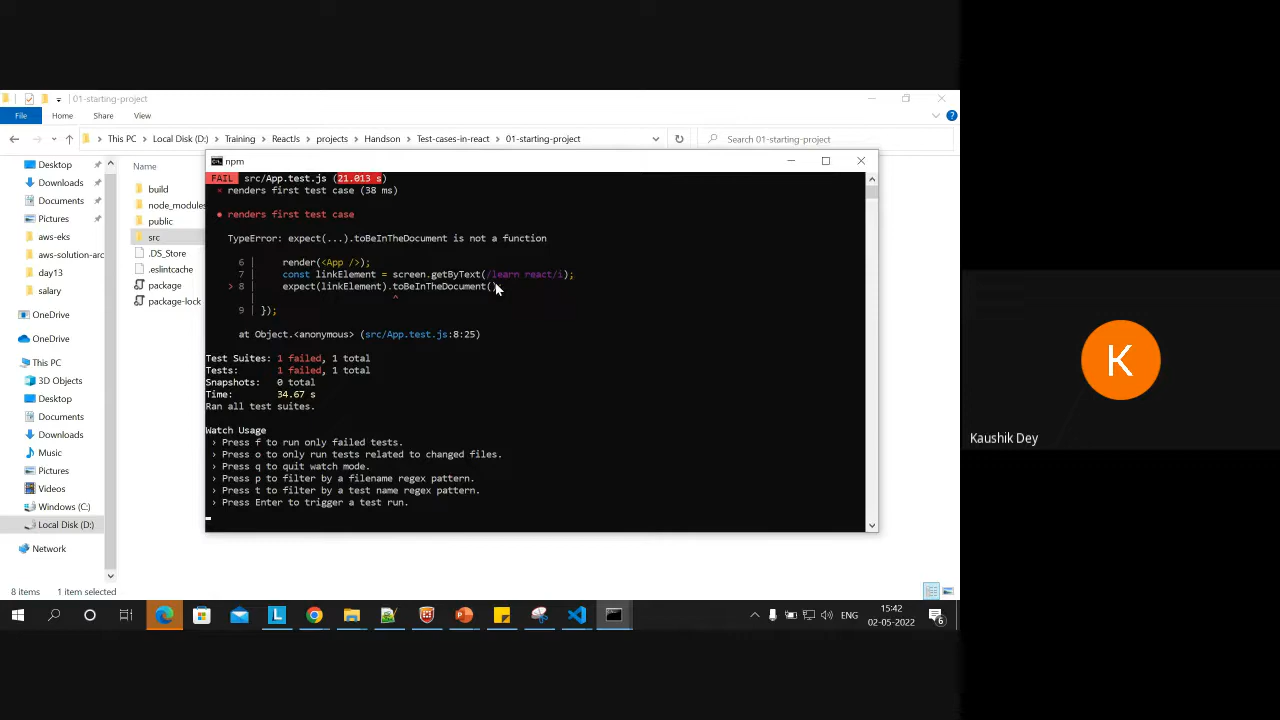 01-starting-project
File
Home
Share
View
This PC
Local Disk (D:)
Training
ReactJs
projects
Handson
Test-cases-in-react
01-starting-project
Search 01-starting-project
Desktop
Downloads
Documents
Pictures
aws-eks
aws-solution-arc
day13
salary
OneDrive
OneDrive
This PC
3D Objects
Desktop
Documents
Downloads
Music
Pictures
Videos
Windows (C:)
Local Disk (D:)
Network
Name
build
node_modules
public
src
.DS_Store
.eslintcache
package
package-lock
8 items 1 item selected
npm
FAIL src/App.test.js (21.013 s)
× renders first test case (38 ms)
● renders first test case
TypeError: expect(...).toBeInTheDocument is not a function
6 | render(<App />);
7 | const linkElement = screen.getByText(/learn react/i);
> 8 | expect(linkElement).toBeInTheDocument();
| ^
9 | });
at Object.<anonymous> (src/App.test.js:8:25)
Test Suites: 1 failed, 1 total
Tests: 1 failed, 1 total
Snapshots: 0 total
Time: 34.67 s
Ran all test suites.
Watch Usage
› Press f to run only failed tests.
› Press o to only run tests related to changed files.
› Press q to quit watch mode.
› Press p to filter by a filename regex pattern.
› Press t to filter by a test name regex pattern.
› Press Enter to trigger a test run.
K
Kaushik Dey
L
ENG
15:42
02-05-2022
6